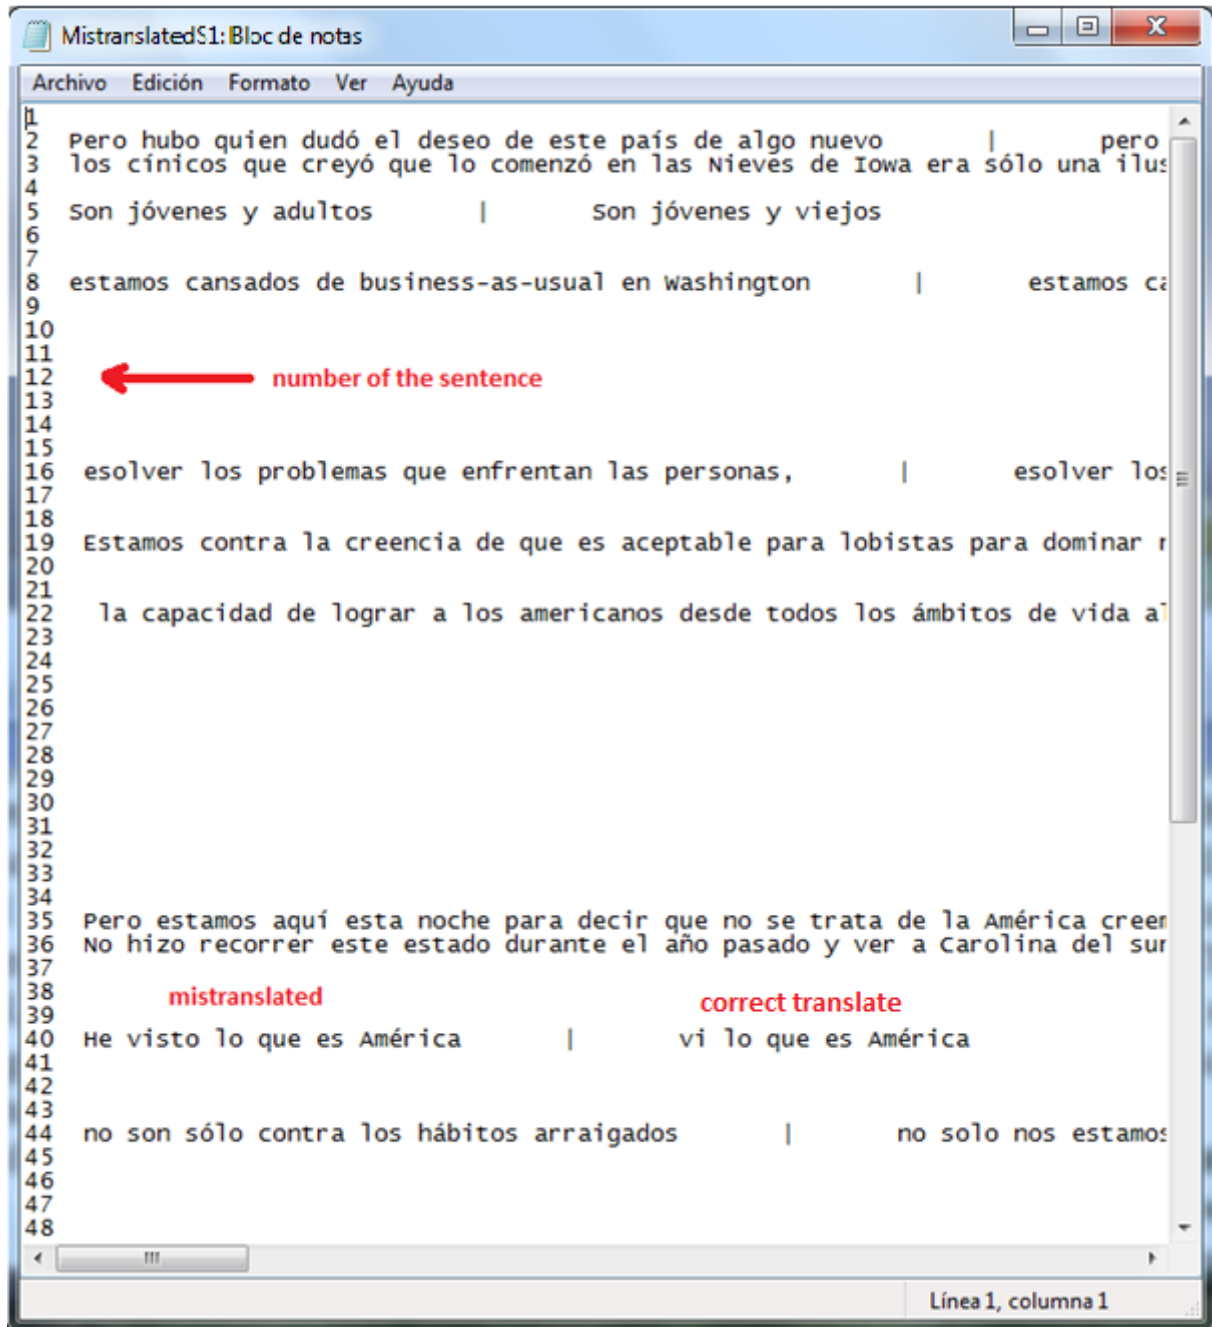 MistranslatedS1: Bloc de notas
Archivo Edición Formato Ver Ayuda
1
2 Pero hubo quien dudó el deseo de este país de algo nuevo | pero
3 los cínicos que creyó que lo comenzó en las Nieves de Iowa era sólo una ilus
4
5 Son jóvenes y adultos | Son jóvenes y viejos
6
7
8 estamos cansados de business-as-usual en Washington | estamos ca
9
10
11
12 number of the sentence
13
14
15
16 esolver los problemas que enfrentan las personas, | esolver los
17
18
19 Estamos contra la creencia de que es aceptable para lobistas para dominar
20
21
22 la capacidad de lograr a los americanos desde todos los ámbitos de vida al
23
24
25
26
27
28
29
30
31
32
33
34
35 Pero estamos aquí esta noche para decir que no se trata de la América creen
36 No hizo recorrer este estado durante el año pasado y ver a Carolina del sur
37
38 mistranslated correct translate
39
40 He visto lo que es América | vi lo que es América
41
42
43
44 no son sólo contra los hábitos arraigados | no solo nos estamos
45
46
47
48
Línea 1, columna 1